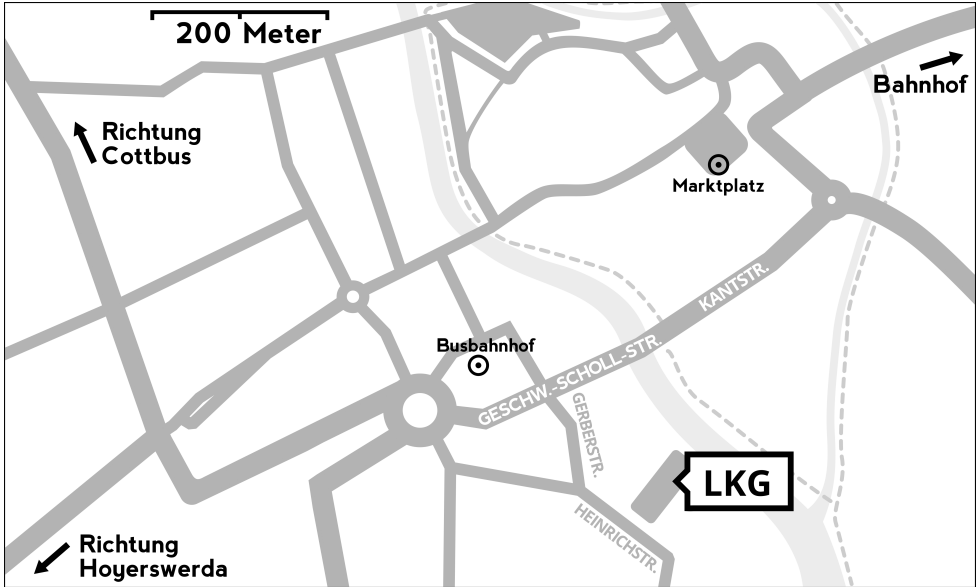 200 Meter
Bahnhof
Richtung
Cottbus
Marktplatz
KANTSTR.
Busbahnhof
GESCHW.-SCHOLL-STR.
GERBERSTR.
LKG
HEINRICHSTR.
Richtung
Hoyerswerda